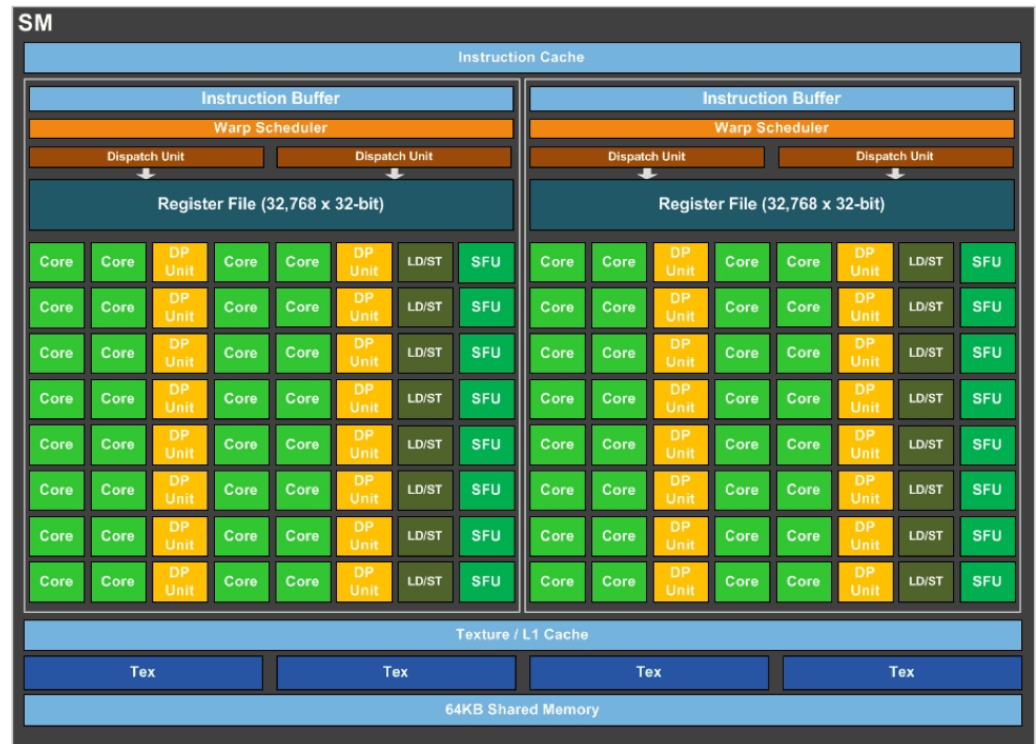 SM
Instruction Cache
Instruction Buffer Instruction Buffer
Warp Scheduler Warp Scheduler
Dispatch Unit Dispatch Unit Dispatch Unit Dispatch Unit
Register File (32,768 x 32-bit) Register File (32,768 x 32-bit)
Core Core DP Unit Core Core DP Unit LD/ST SFU Core Core DP Unit Core Core DP Unit LD/ST SFU
Core Core DP Unit Core Core DP Unit LD/ST SFU Core Core DP Unit Core Core DP Unit LD/ST SFU
Core Core DP Unit Core Core DP Unit LD/ST SFU Core Core DP Unit Core Core DP Unit LD/ST SFU
Core Core DP Unit Core Core DP Unit LD/ST SFU Core Core DP Unit Core Core DP Unit LD/ST SFU
Core Core DP Unit Core Core DP Unit LD/ST SFU Core Core DP Unit Core Core DP Unit LD/ST SFU
Core Core DP Unit Core Core DP Unit LD/ST SFU Core Core DP Unit Core Core DP Unit LD/ST SFU
Core Core DP Unit Core Core DP Unit LD/ST SFU Core Core DP Unit Core Core DP Unit LD/ST SFU
Core Core DP Unit Core Core DP Unit LD/ST SFU Core Core DP Unit Core Core DP Unit LD/ST SFU
Texture / L1 Cache
Tex Tex Tex Tex
64KB Shared Memory